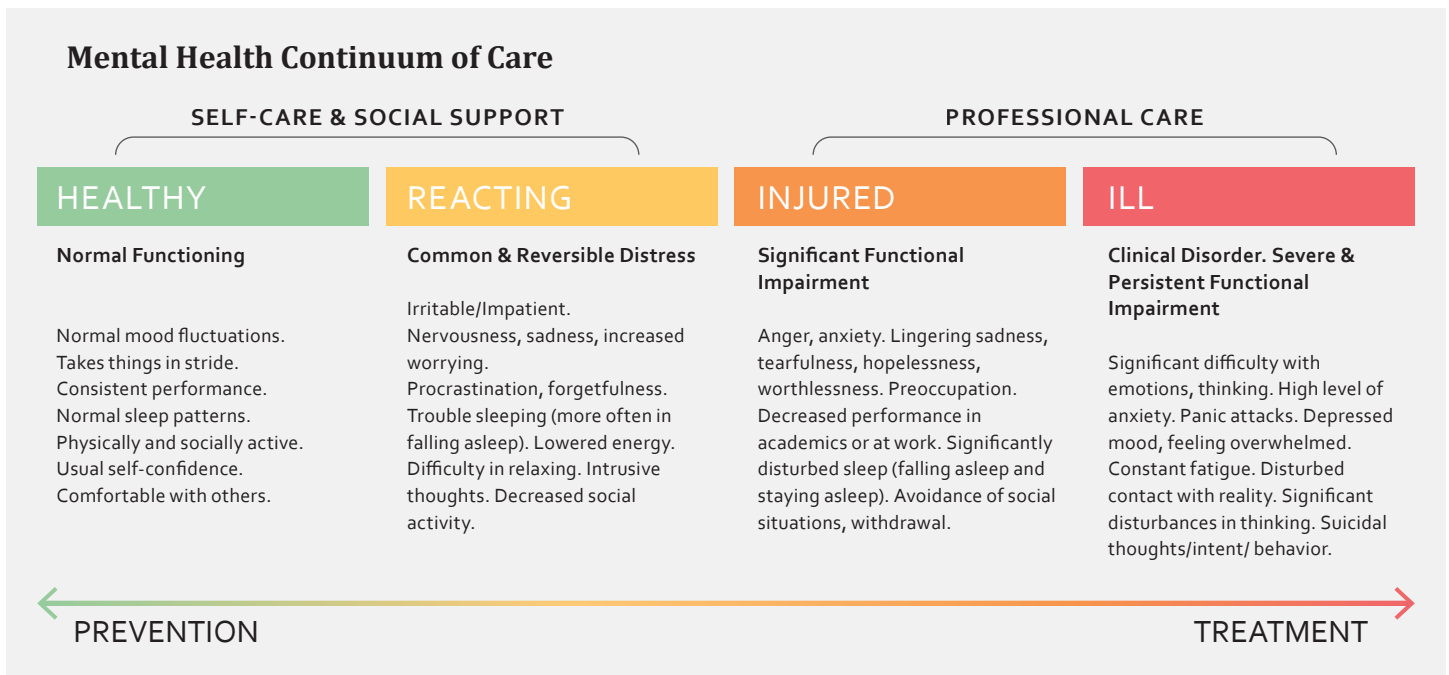 Mental Health Continuum of Care
SELF-CARE & SOCIAL SUPPORT
PROFESSIONAL CARE
HEALTHY
Normal Functioning
Normal mood fluctuations.
Takes things in stride.
Consistent performance.
Normal sleep patterns.
Physically and socially active.
Usual self-confidence.
Comfortable with others.
REACTING
Common & Reversible Distress
Irritable/Impatient.
Nervousness, sadness, increased
worrying.
Procrastination, forgetfulness.
Trouble sleeping (more often in
falling asleep). Lowered energy.
Difficulty in relaxing. Intrusive
thoughts. Decreased social
activity.
INJURED
Significant Functional
Impairment
Anger, anxiety. Lingering sadness,
tearfulness, hopelessness,
worthlessness. Preoccupation.
Decreased performance in
academics or at work. Significantly
disturbed sleep (falling asleep and
staying asleep). Avoidance of social
situations, withdrawal.
ILL
Clinical Disorder. Severe &
Persistent Functional
Impairment
Significant difficulty with
emotions, thinking. High level of
anxiety. Panic attacks. Depressed
mood, feeling overwhelmed.
Constant fatigue. Disturbed
contact with reality. Significant
disturbances in thinking. Suicidal
thoughts/intent/ behavior.
PREVENTION
TREATMENT